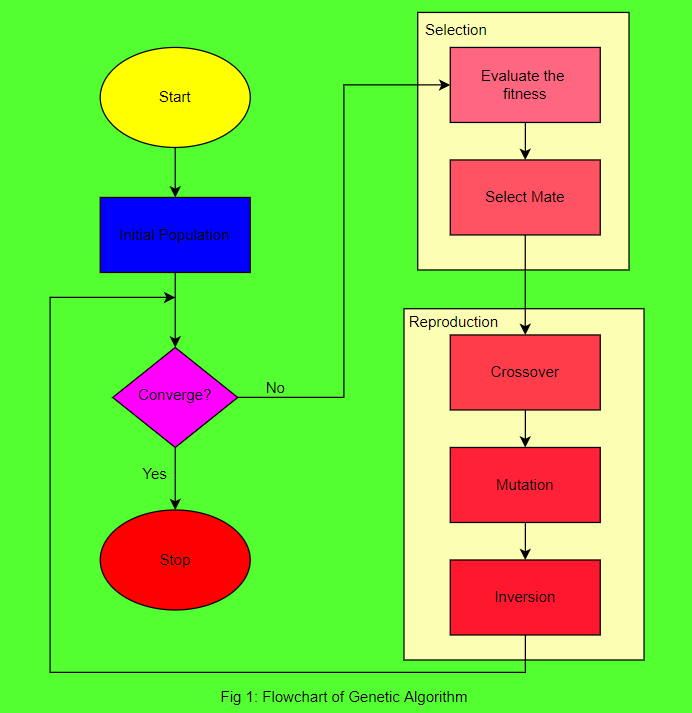 Start
Initial Population
Converge?
No
Yes
Stop
Selection
Evaluate the
fitness
Select Mate
Reproduction
Crossover
Mutation
Inversion
Fig 1: Flowchart of Genetic Algorithm